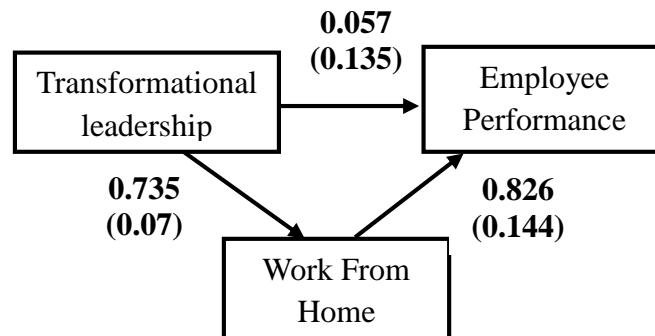 0.057
(0.135)
Transformational
leadership
Employee
Performance
0.735
(0.07)
0.826
(0.144)
Work From
Home